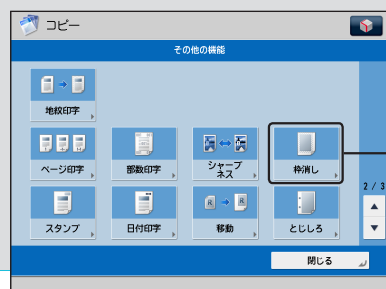 コピー
その他の機能
地紋印字
ページ印字
部数印字
シャープ
ネス
枠消し
2 / 3
スタンプ
日付印字
移動
とじしろ
閉じる